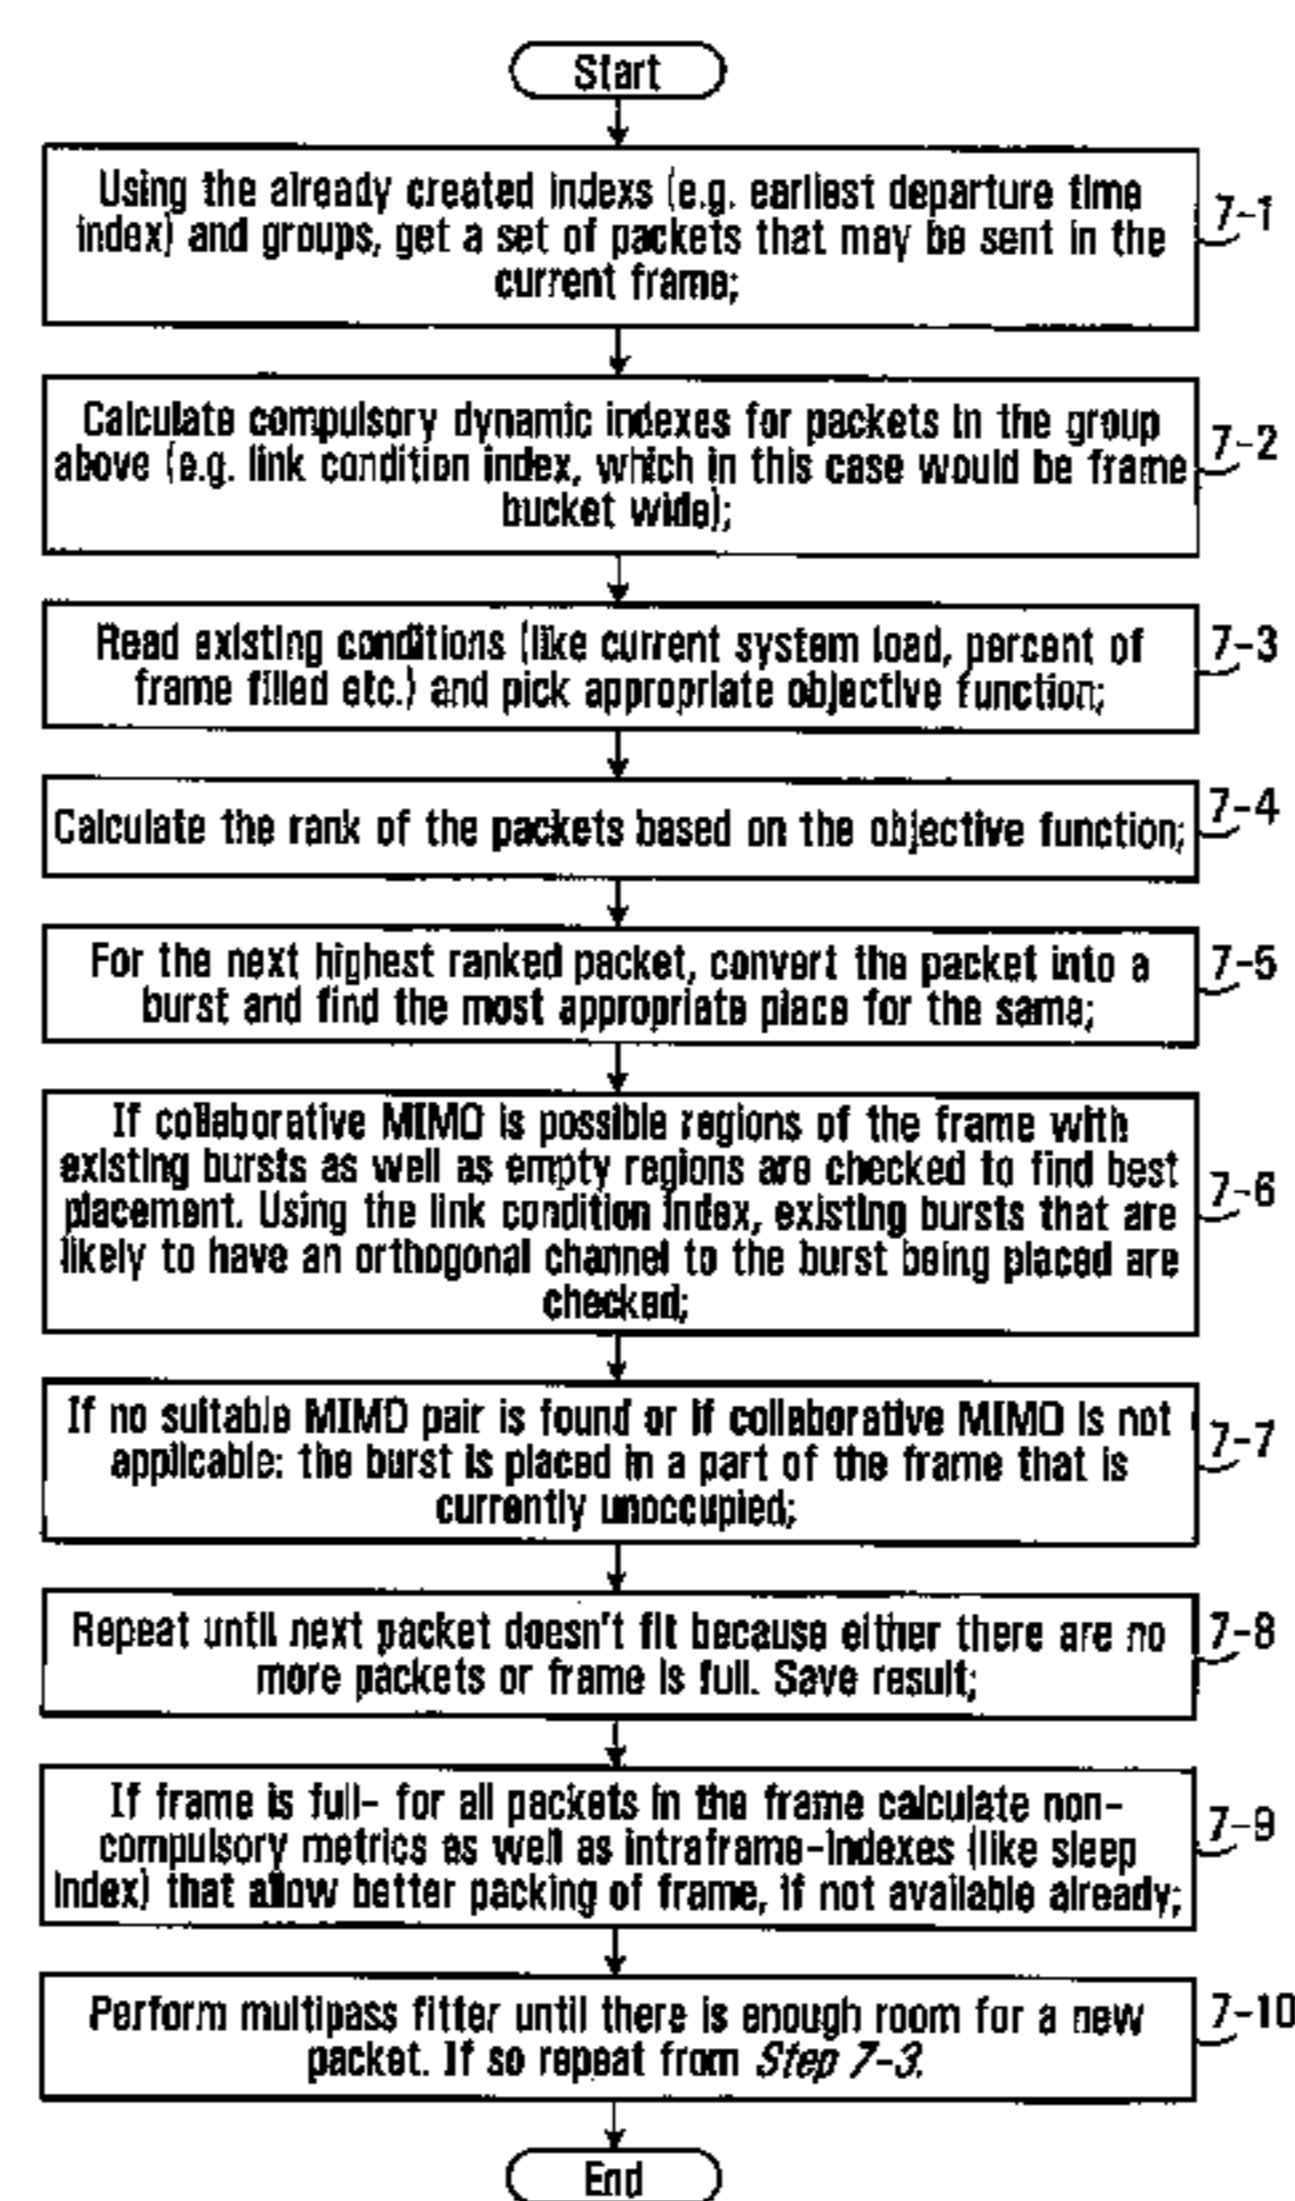 Start
Using the already created indexs (e.g. earliest departure time
index) and groups, get a set of packets that may be sent in the
current frame;
7-1
Calculate compulsory dynamic indexes for packets in the group
above (e.g. link condition index, which in this case would be frame
bucket wide);
7-2
Read existing conditions (like current system load, percent of
frame filled etc.) and pick appropriate objective function;
7-3
Calculate the rank of the packets based on the objective function;
7-4
For the next highest ranked packet, convert the packet into a
burst and find the most appropriate place for the same;
7-5
If collaborative MIMO is possible regions of the frame with
existing bursts as well as empty regions are checked to find best
placement. Using the link condition index, existing bursts that are
likely to have an orthogonal channel to the burst being placed are
checked;
7-6
If no suitable MIMO pair is found or if collaborative MIMO is not
applicable: the burst is placed in a part of the frame that is
currently unoccupied;
7-7
Repeat until next packet doesn't fit because either there are no
more packets or frame is full. Save result;
7-8
If frame is full- for all packets in the frame calculate non-
compulsory metrics as well as intraframe-indexes (like sleep
index) that allow better packing of frame, if not available already;
7-9
Perform multipass fitter until there is enough room for a new
packet. If so repeat from Step 7-3.
7-10
End